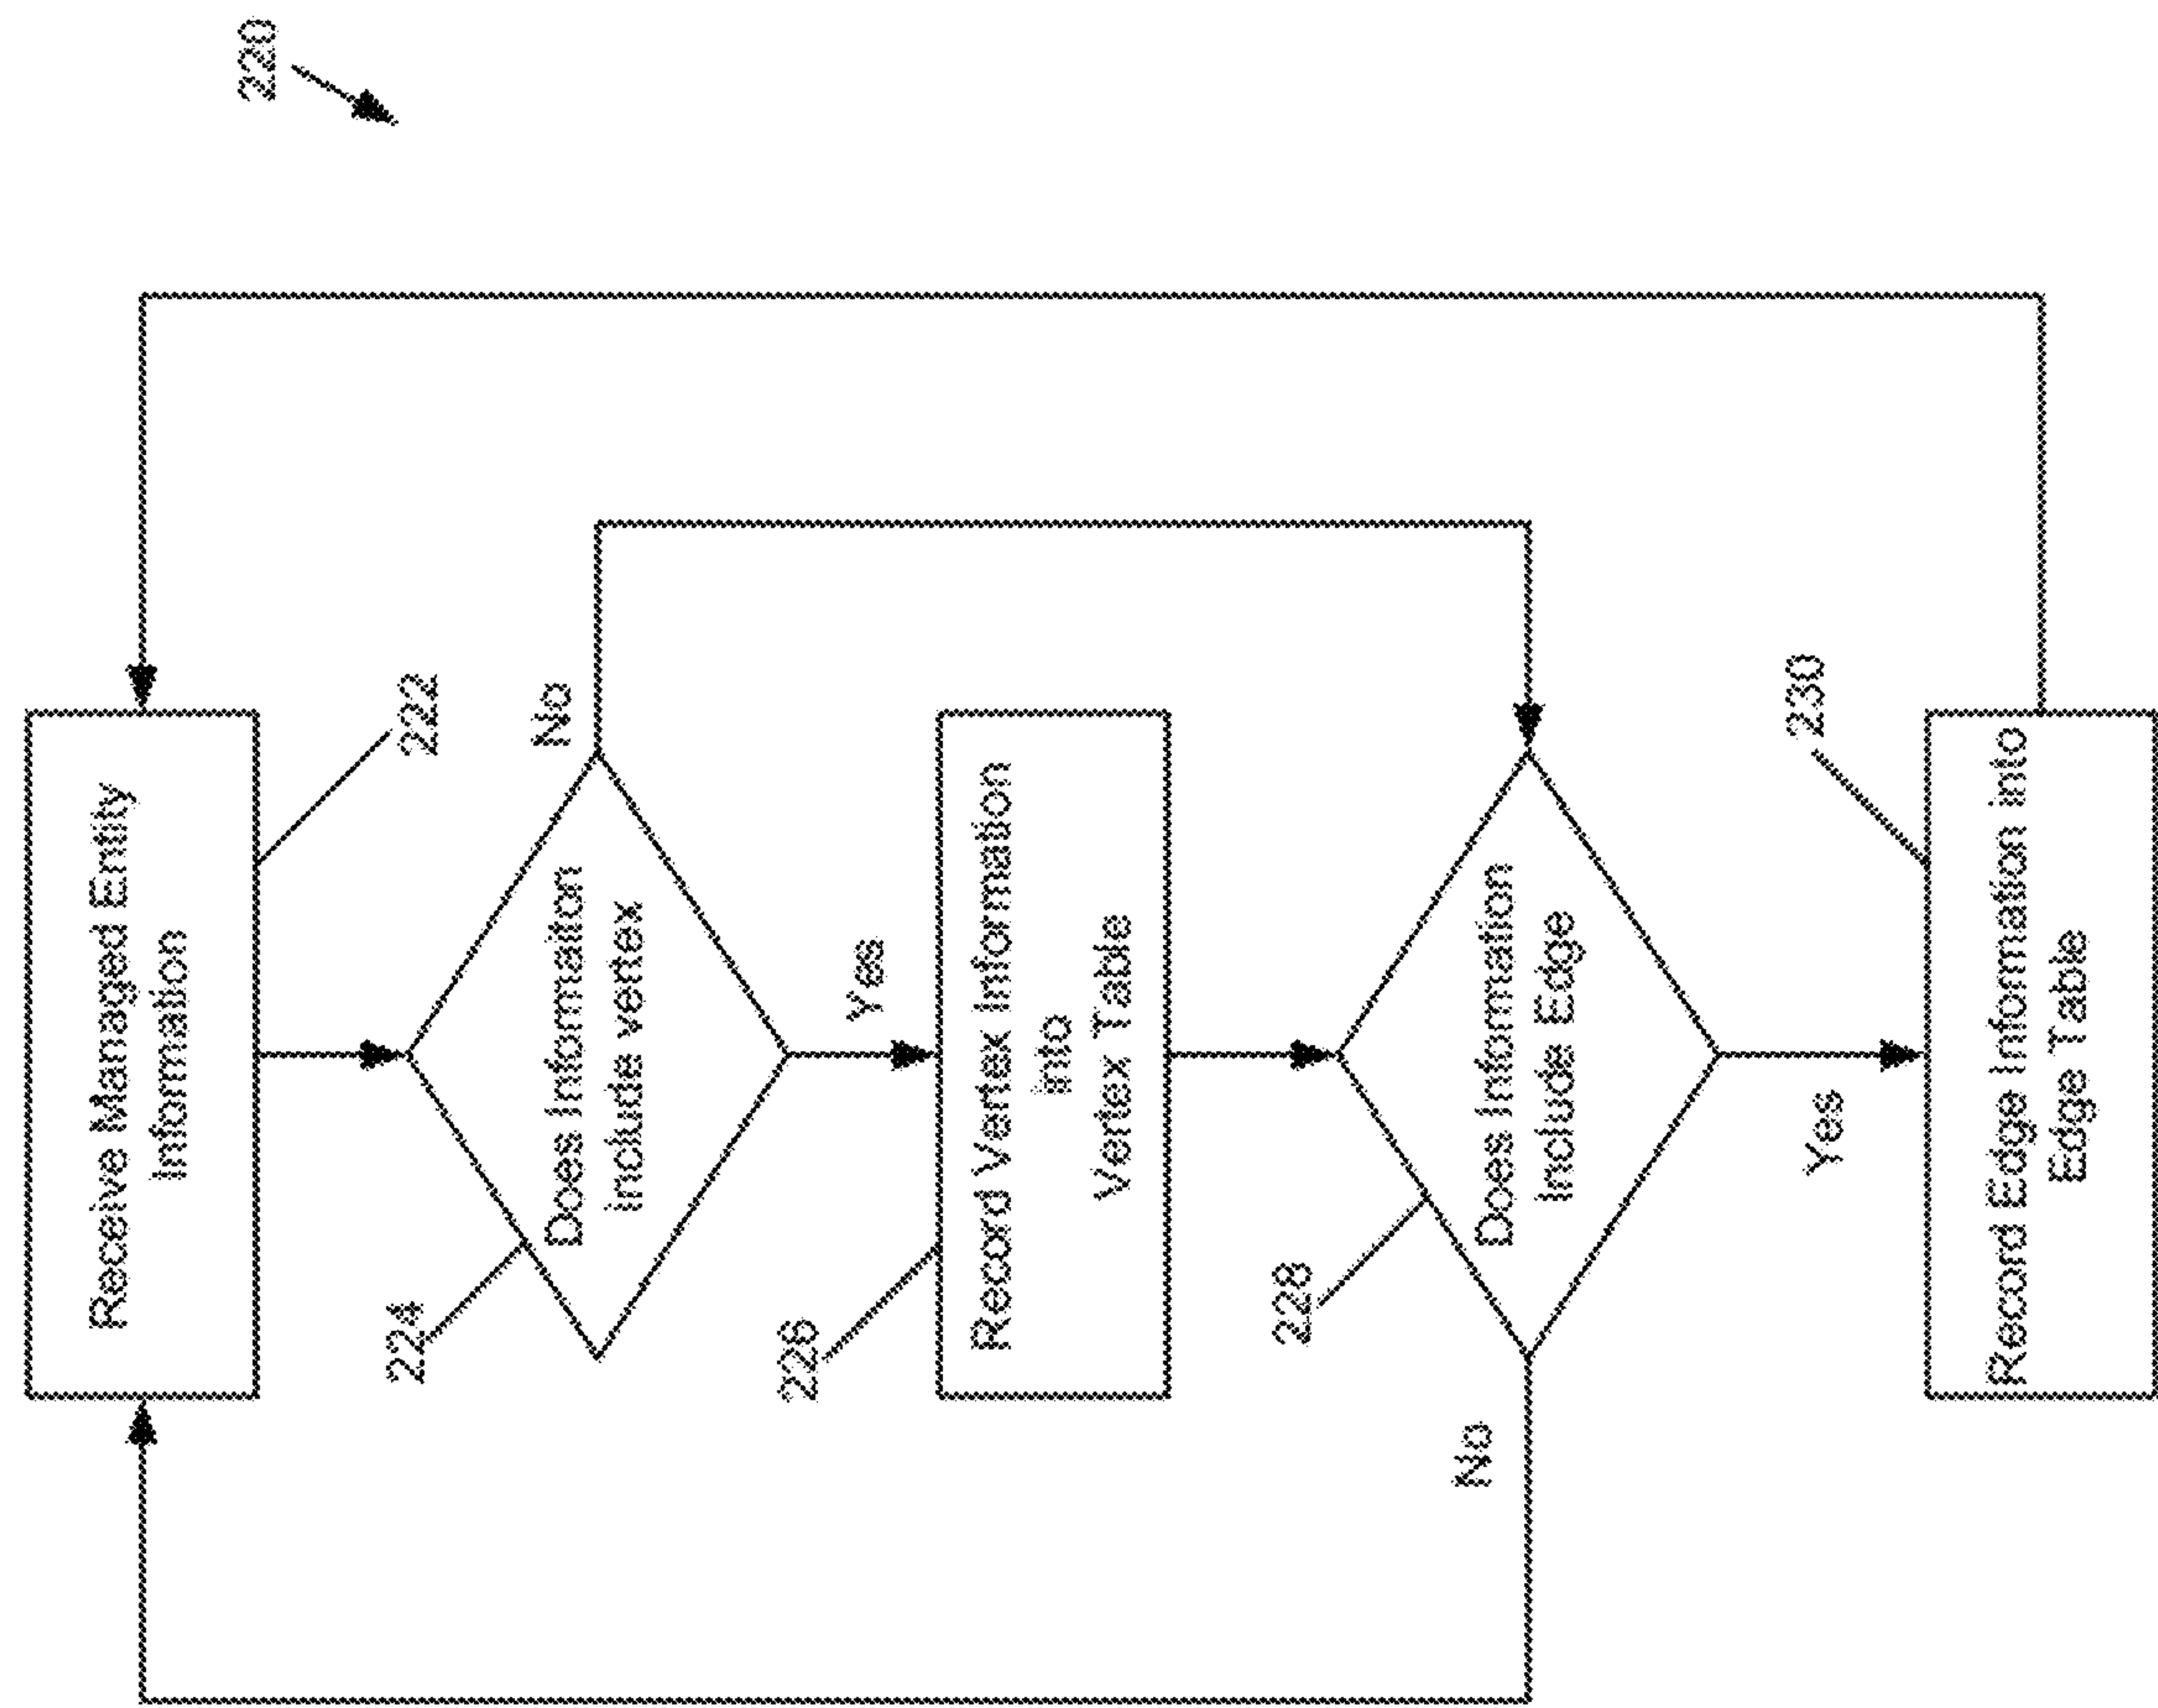 220
Receive Managed Entity
Information
222
224
Does Informaiton
include vertex
No
Yes
226
Record Vertex Information
into
Vertex Table
228
Does Information
Include Edge
No
Yes
230
Record Edge Information into
Edge Table